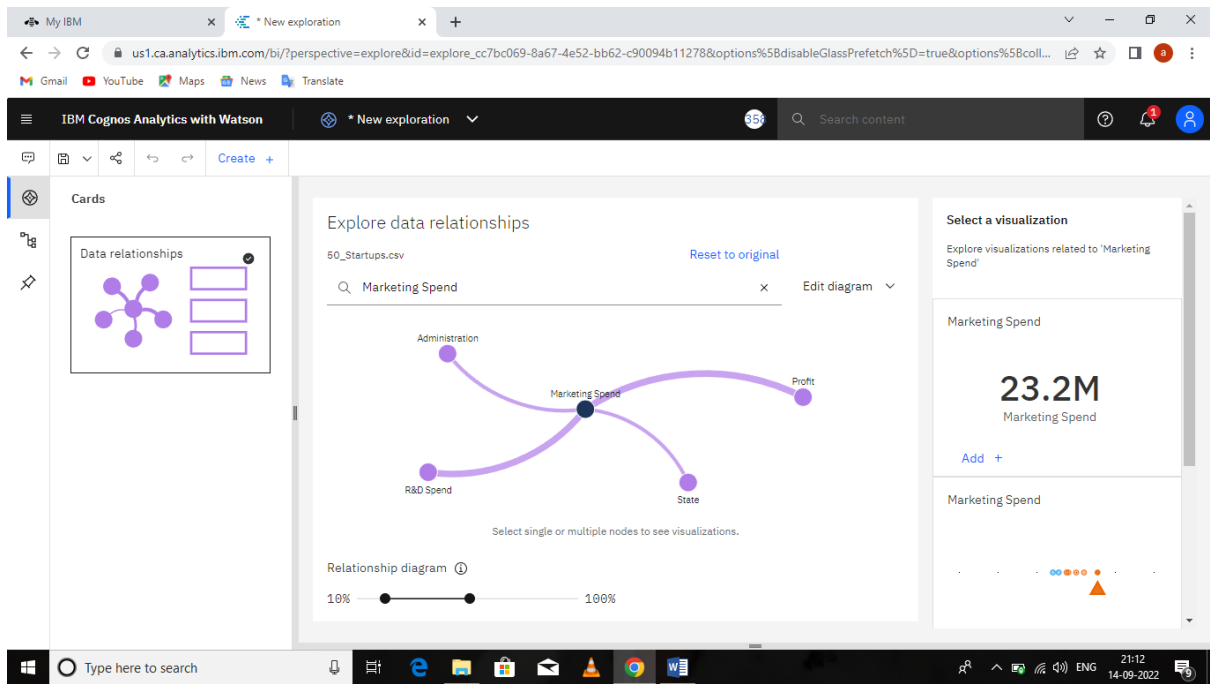 My IBM
* New exploration
us1.ca.analytics.ibm.com/bi/?perspective=explore&id=explore_cc7bc069-8a67-4e52-bb62-c90094b11278&options%5BdisableGlassPrefetch%5D=true&options%5Bcoll...
a
Gmail YouTube Maps News Translate
IBM Cognos Analytics with Watson
* New exploration
358
Search content
1
Create +
Cards
Data relationships
Explore data relationships
50_Startups.csv
Reset to original
Marketing Spend
Edit diagram
Administration
Marketing Spend
Profit
R&D Spend
State
Select single or multiple nodes to see visualizations.
Relationship diagram
10% 100%
Select a visualization
Explore visualizations related to 'Marketing
Spend'
Marketing Spend
23.2M
Marketing Spend
Add +
Marketing Spend
Type here to search
ENG
21:12
14-09-2022
9